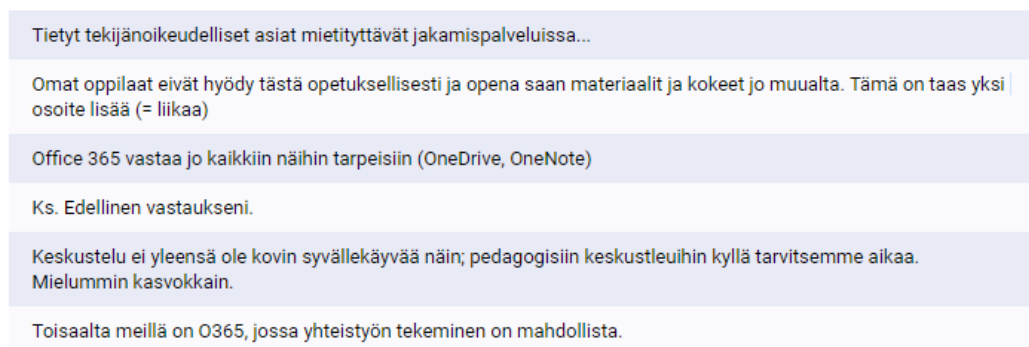 Tietyt tekijänoikeudelliset asiat mietityttävät jakamispalveluissa...
Omat oppilaat eivät hyödy tästä opetuksellisesti ja opena saan materiaalit ja kokeet jo muualta. Tämä on taas yksi
osoite lisää (= liikaa)
Office 365 vastaa jo kaikkiin näihin tarpeisiin (OneDrive, OneNote)
Ks. Edellinen vastaukseni.
Keskustelu ei yleensä ole kovin syvällekäyvää näin; pedagogisiin keskustleuihin kyllä tarvitsemme aikaa.
Mielummin kasvokkain.
Toisaalta meillä on O365, jossa yhteistyön tekeminen on mahdollista.